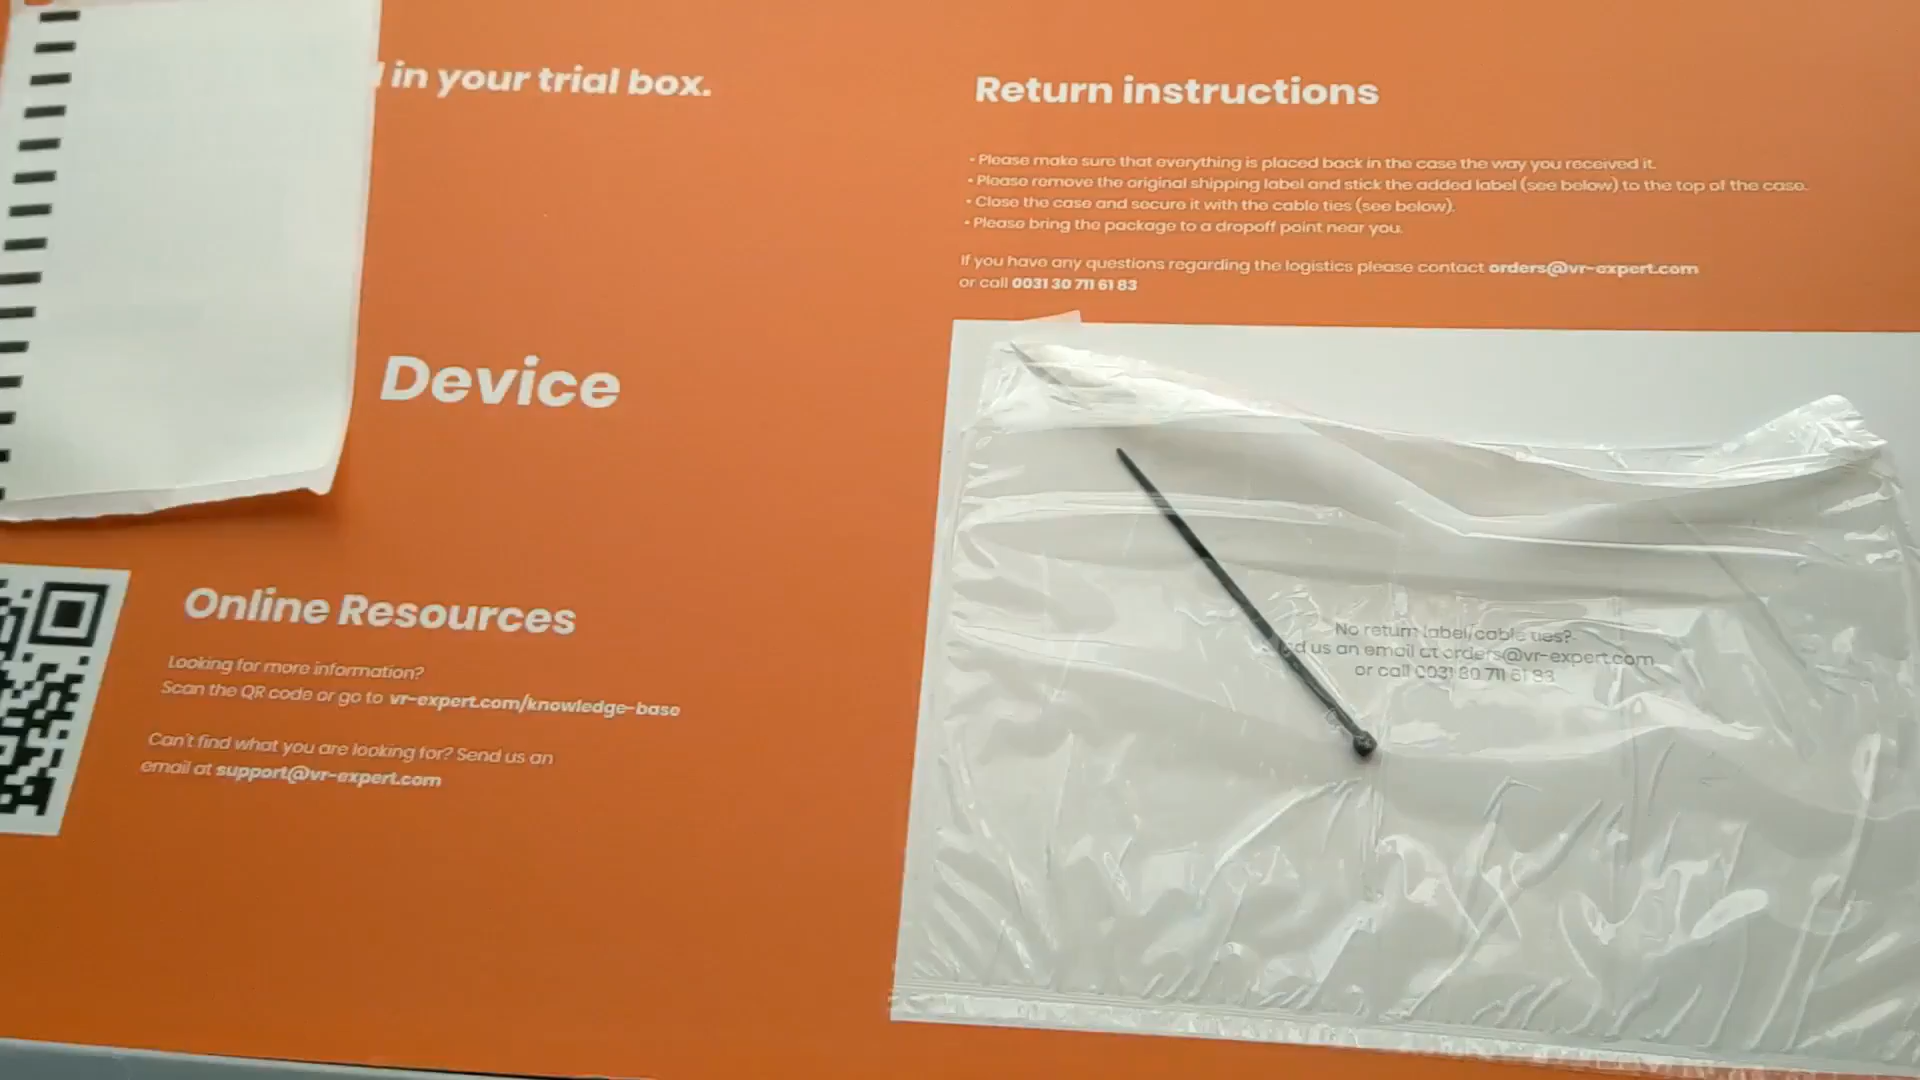 in your trial box.
Device
Online Resources
Looking for more information?
Scan the QR code or go to vr-expert.com/knowledge-base
Can't find what you are looking for? Send us an
email at support@vr-expert.com
Return instructions
• Please make sure that everything is placed back in the case the way you received it.
• Please remove the original shipping label and stick the added label (see below) to the top of the case.
• Close the case and secure it with the cable ties (see below).
• Please bring the package to a dropoff point near you.
If you have any questions regarding the logistics please contact orders@vr-expert.com
or call 0031 30 711 61 83
No return label/cable ties?
us an email at orders@vr-expert.com
or call 0031 30 711 61 83